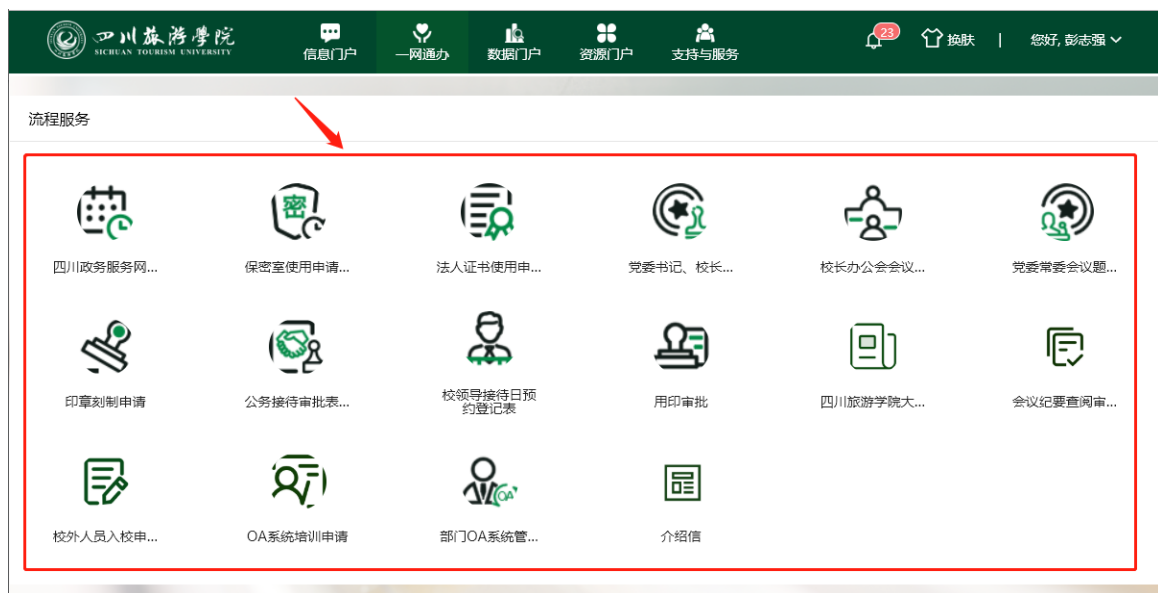 四川旅游學院
SICHUAN TOURISM UNIVERSITY
信息门户 一网通办 数据门户 资源门户 支持与服务
23 换肤 | 您好, 彭志强
流程服务
密
四川政务服务网... 保密室使用申请... 法人证书使用申... 党委书记、校长... 校长办公会会议... 党委常委会议题...
印章刻制申请 公务接待审批表... 校领导接待日预 用印审批 四川旅游学院大... 会议纪要查阅审...
约登记表
OA
校外人员入校申... OA系统培训申请 部门OA系统管... 介绍信